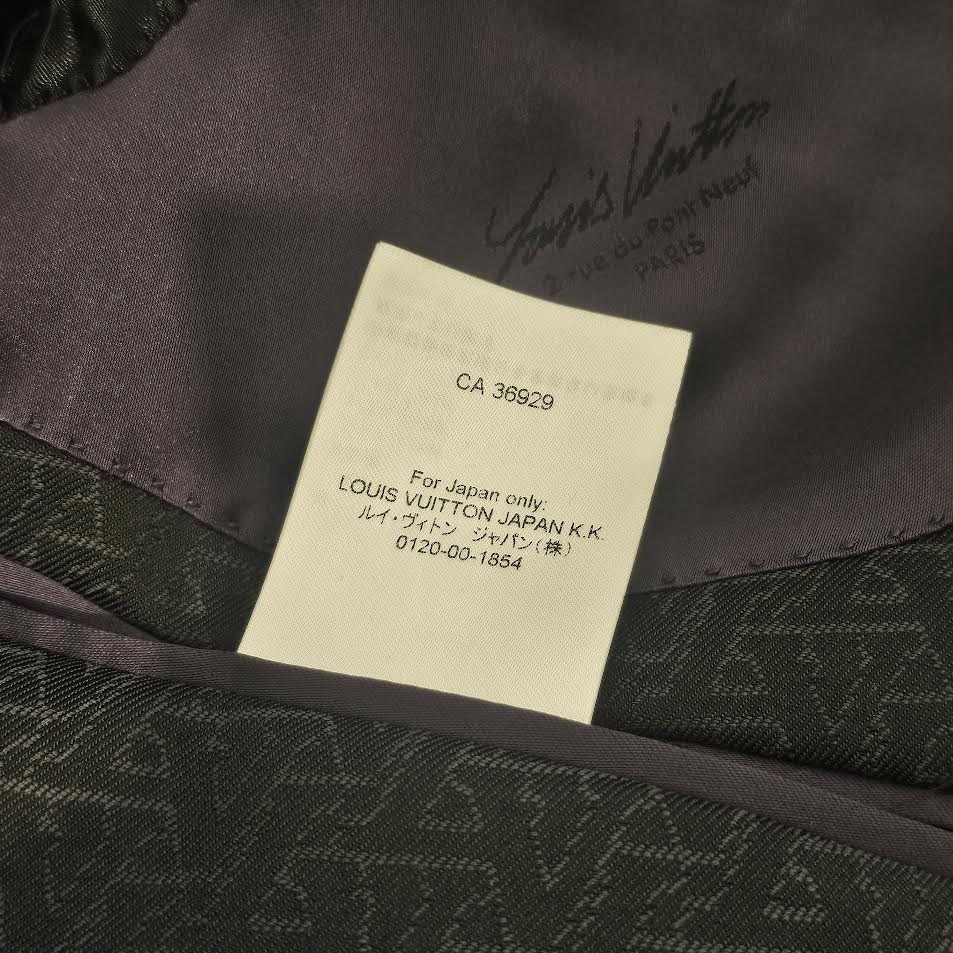 Louis Vuitton
2 rue du Pont Neuf
PARIS
CA 36929
For Japan only:
LOUIS VUITTON JAPAN K.K.
ルイ・ヴィトン ジャパン(株)
0120-00-1854